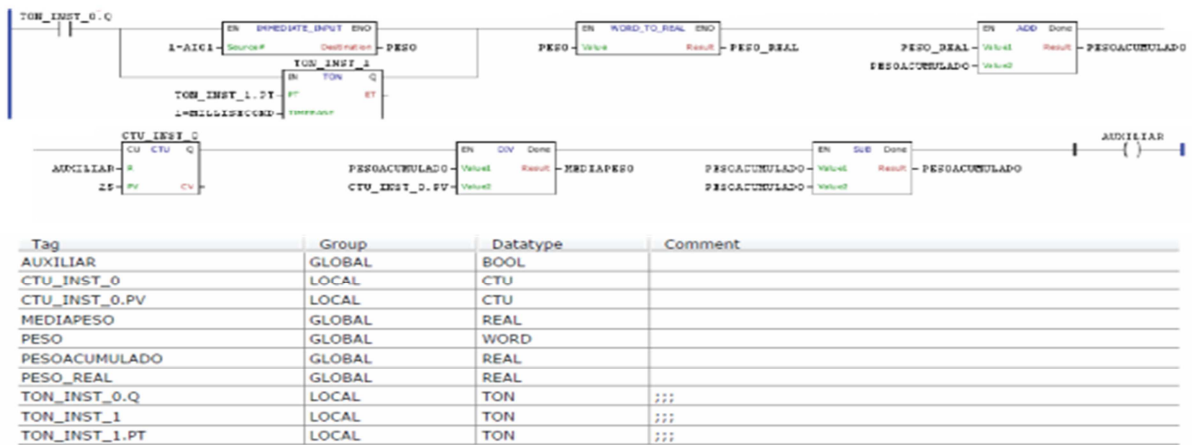 TON_INST_0.Q
EN IMMEDIATE_INPUT ENO
EN WORD_TO_REAL ENO
EN ADD Done
Source# Destination PESO
PESO Value Result PESO_REAL
PESO_REAL Value1 Result PESOACUMULADO
PESOACUMULADO Value2
TON_INST_1
IN TON Q
TON_INST_1.PT PT ET
1-MILLISECOND TIMEBASE
CTU_INST_0
AUXILIAR
CU CTU Q
EN DIV Done
EN SUB Done
AUXILIAR R
PESOACUMULADO Value1 Result MEDIAPESO
PESOACUMULADO Value1 Result PESOACUMULADO
25 PV CV
CTU_INST_0.PV Value2
PESOACUMULADO Value2
Tag Group Datatype Comment
AUXILIAR GLOBAL BOOL
CTU_INST_0 LOCAL CTU
CTU_INST_0.PV LOCAL CTU
MEDIAPESO GLOBAL REAL
PESO GLOBAL WORD
PESOACUMULADO GLOBAL REAL
PESO_REAL GLOBAL REAL
TON_INST_0.Q LOCAL TON ;;;
TON_INST_1 LOCAL TON ;;;
TON_INST_1.PT LOCAL TON ;;;